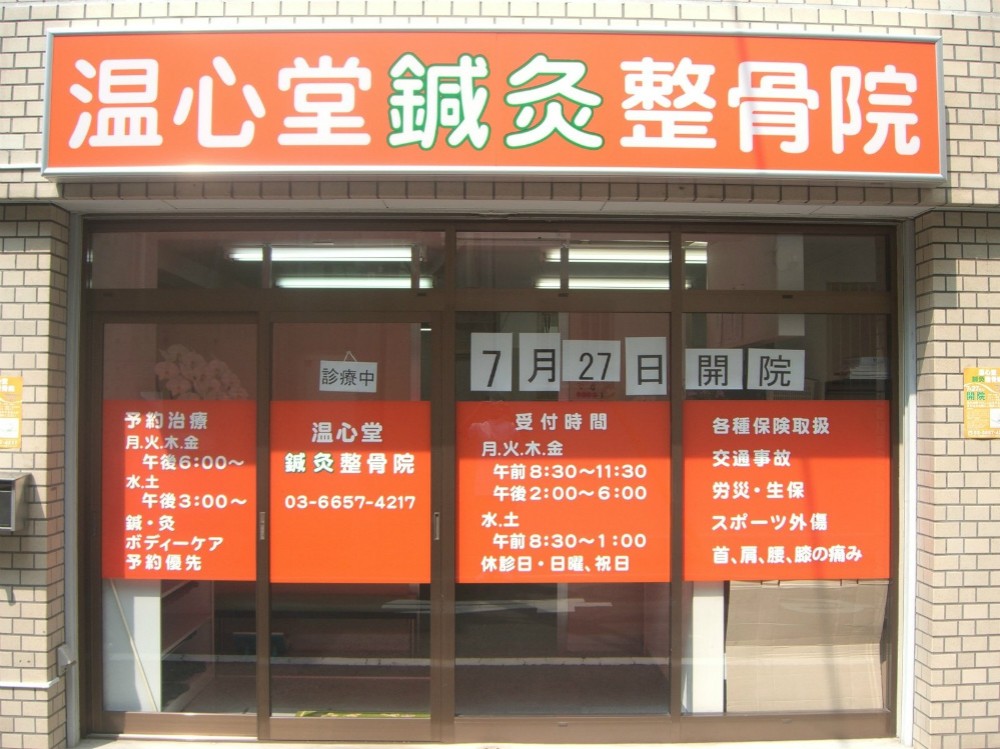 温心堂鍼灸整骨院
7月27日開院
診療中
予約治療
月.火.木.金
午後6:00～
水.土
午後3:00～
鍼・灸
ボディーケア
予約優先
温心堂
鍼灸整骨院
03-6657-4217
受付時間
月.火.木.金
午前8:30～11:30
午後2:00～6:00
水.土
午前8:30～1:00
休診日・日曜、祝日
各種保険取扱
交通事故
労災・生保
スポーツ外傷
首、肩、腰、膝の痛み
温心堂
開院